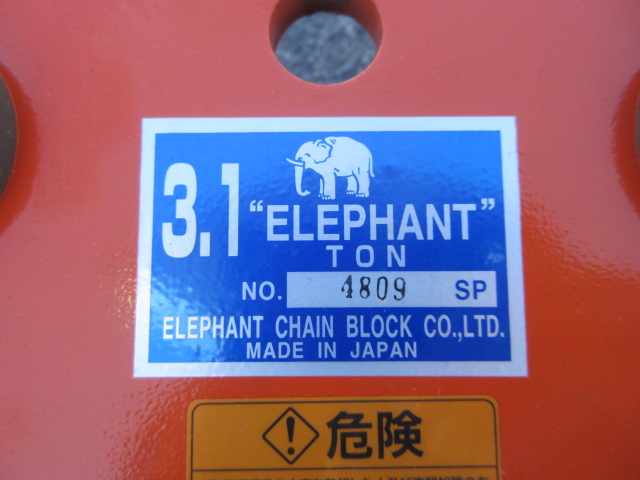 3.1 "ELEPHANT"
TON
NO. 4809 SP
ELEPHANT CHAIN BLOCK CO.,LTD.
MADE IN JAPAN
危険